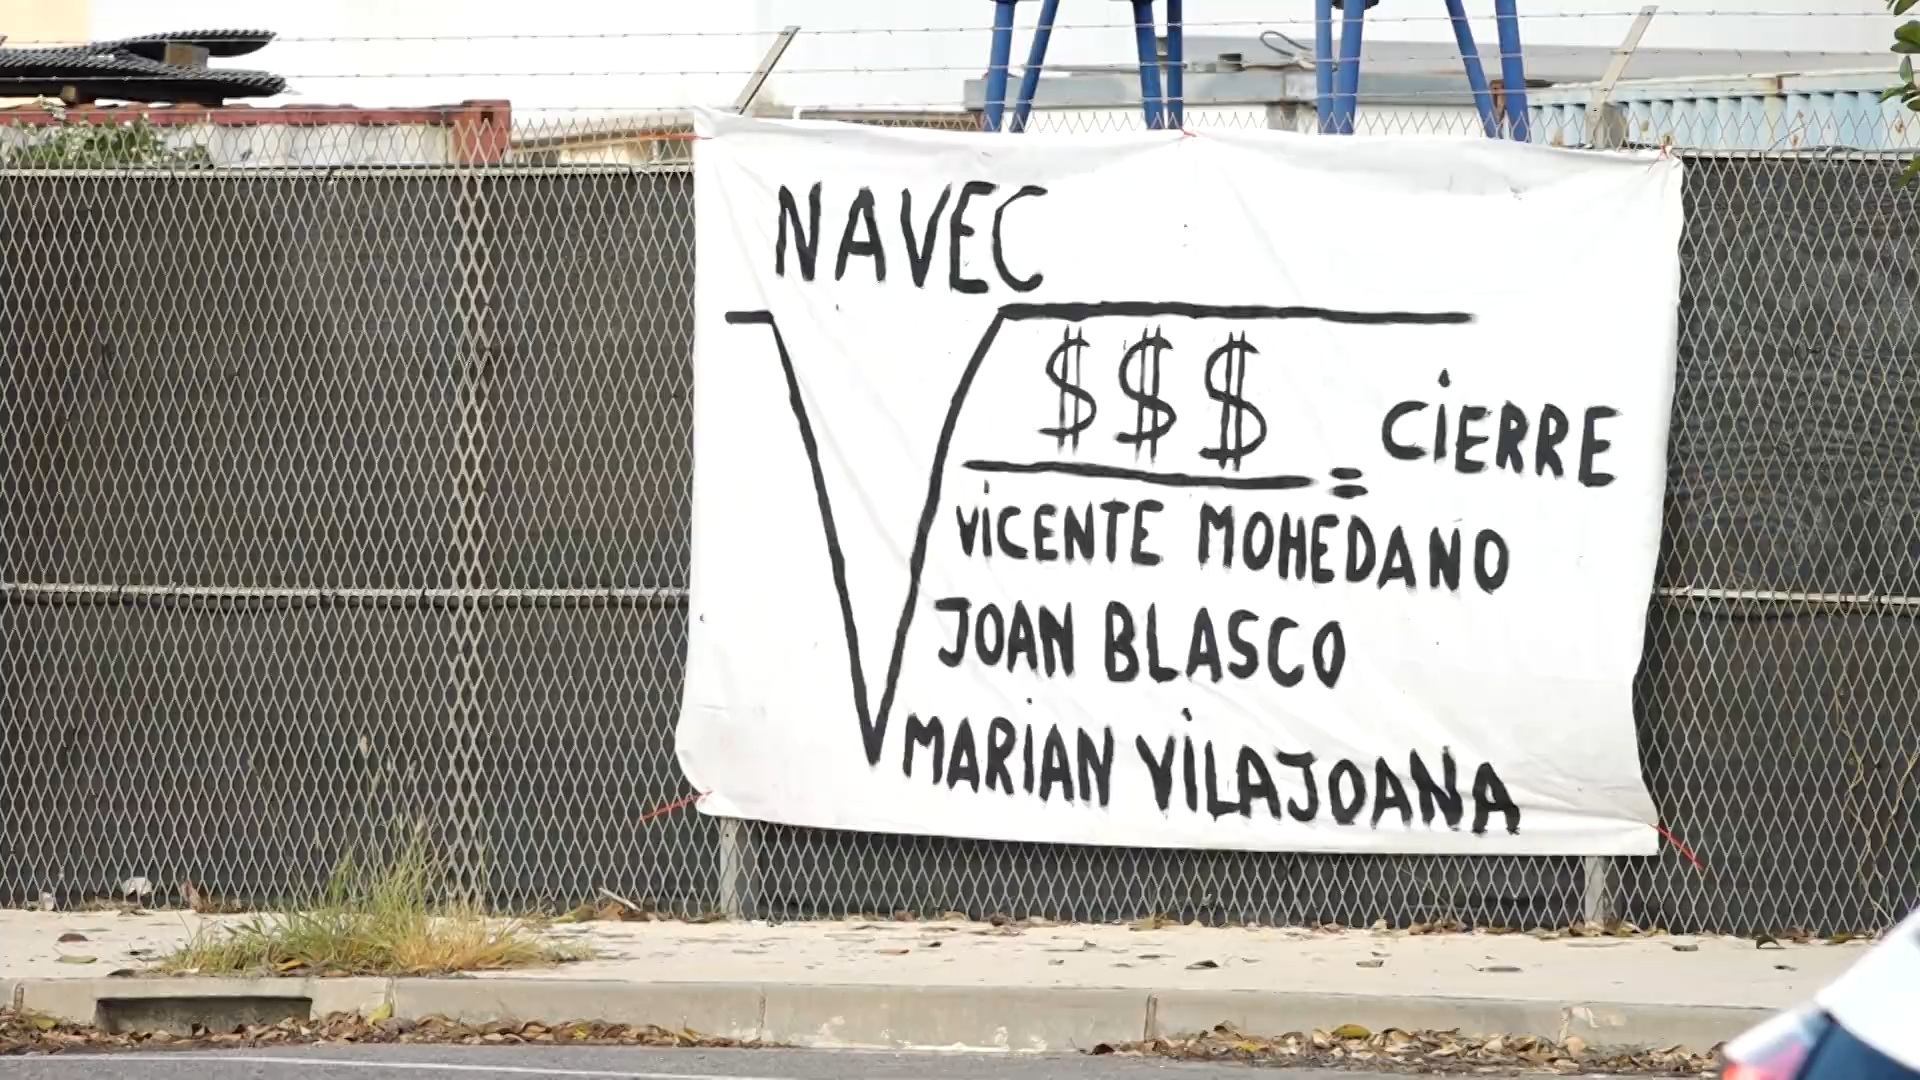 NAVEC
$$$
= CIERRE
VICENTE MOHEDANO
JOAN BLASCO
MARIAN VILAJOANA